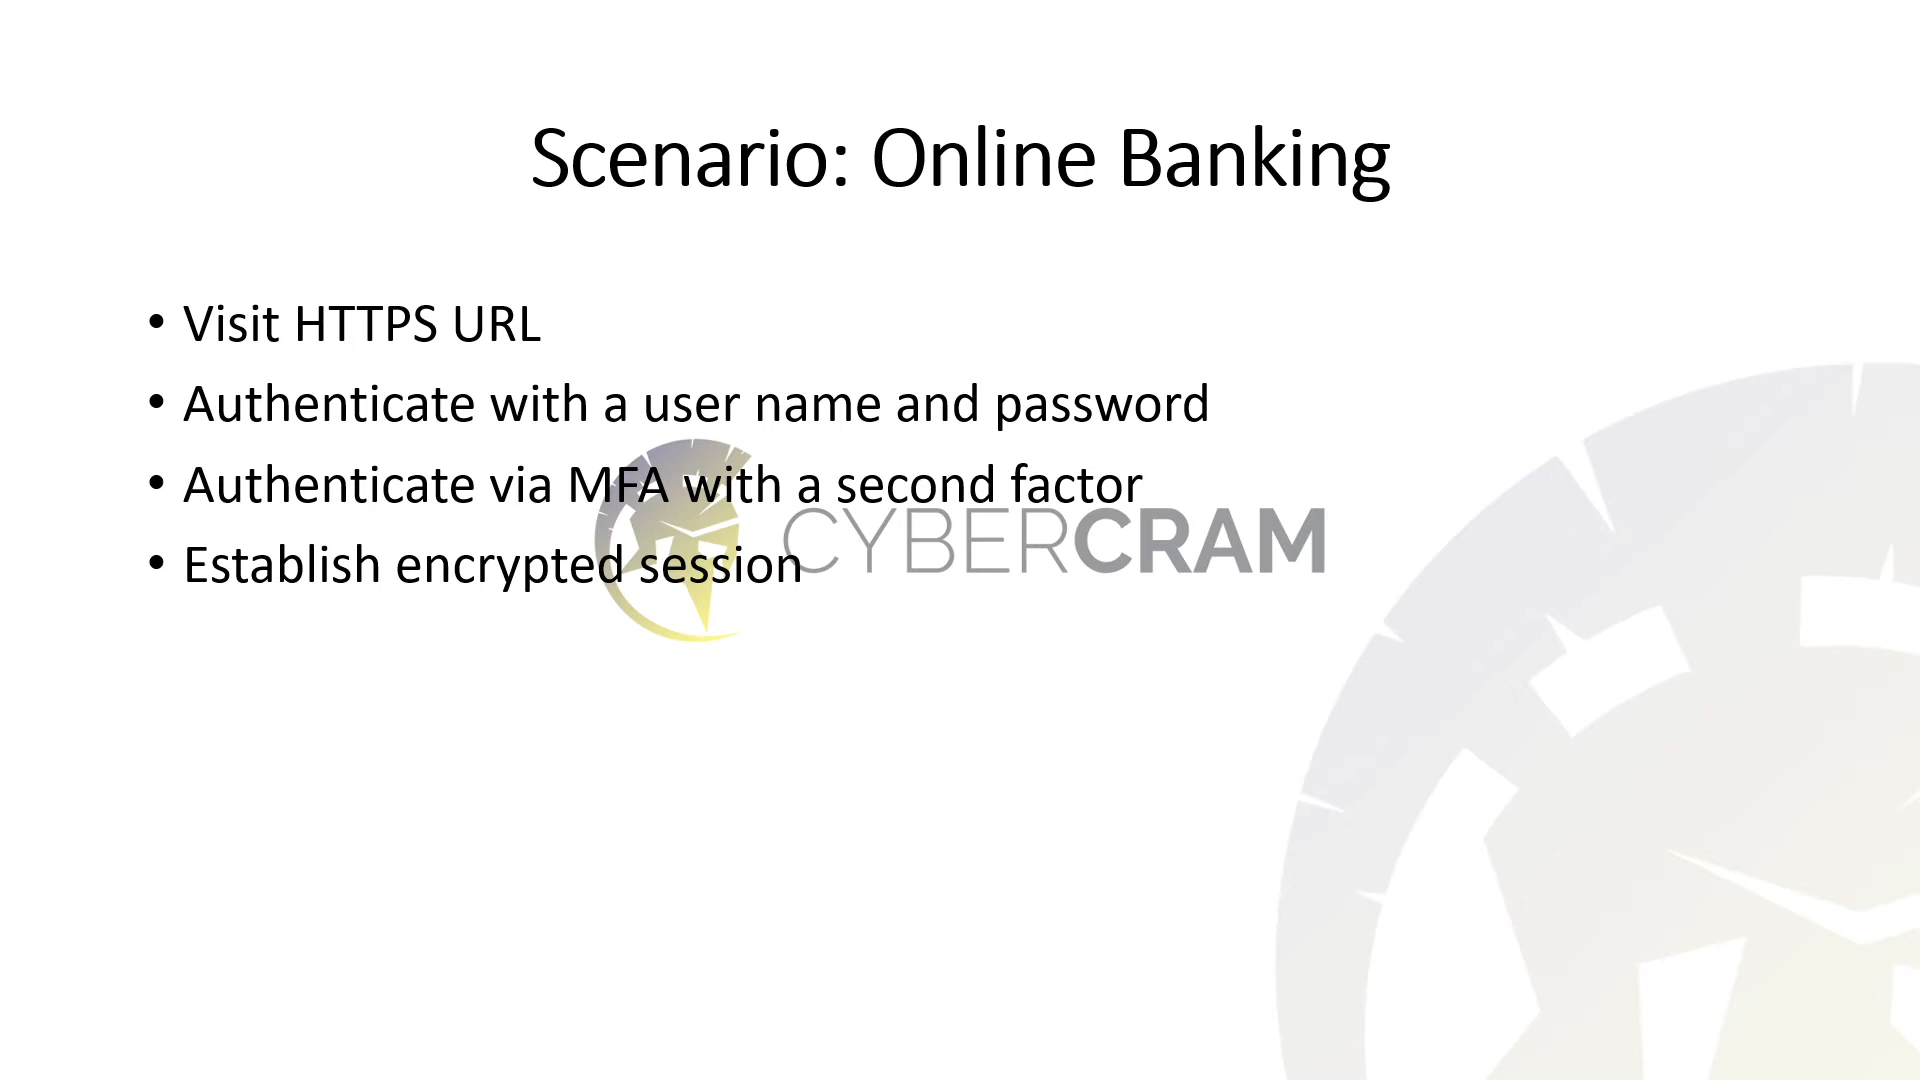 Scenario: Online Banking
• Visit HTTPS URL
• Authenticate with a user name and password
• Authenticate via MFA with a second factor
CYBERCRAM
• Establish encrypted session